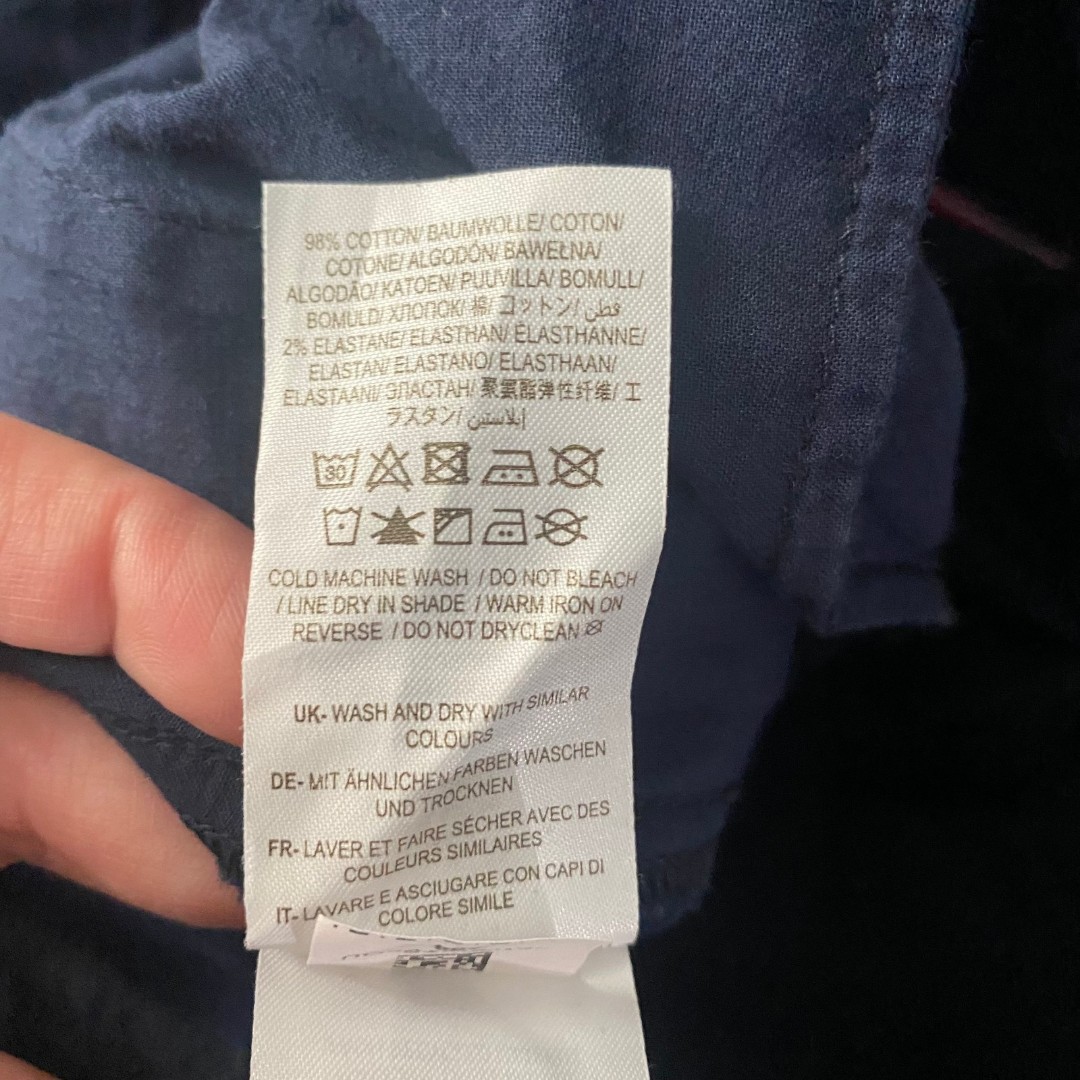 98% COTTON/ BAUMWOLLE/ COTON/
COTONE/ ALGODÓN/ BAWEŁNA/
ALGODÃO/ KATOEN/ PUUVILLA/ BOMULL/
BOMULD/ ХЛОПОК/ 棉/ コットン/ قطن
2% ELASTANE/ ELASTHAN/ ELASTHANNE/
ELASTAN/ ELASTANO/ ELASTHAAN/
ELASTAANI/ ЭЛАСТАН/ 聚氨酯弹性纤维/ エ
ラスタン/ إيلاستين
30
COLD MACHINE WASH / DO NOT BLEACH
/ LINE DRY IN SHADE / WARM IRON ON
REVERSE / DO NOT DRYCLEAN
UK- WASH AND DRY WITH SIMILAR
COLOURS
DE- MIT ÄHNLICHEN FARBEN WASCHEN
UND TROCKNEN
FR- LAVER ET FAIRE SÉCHER AVEC DES
COULEURS SIMILAIRES
IT- LAVARE E ASCIUGARE CON CAPI DI
COLORE SIMILE